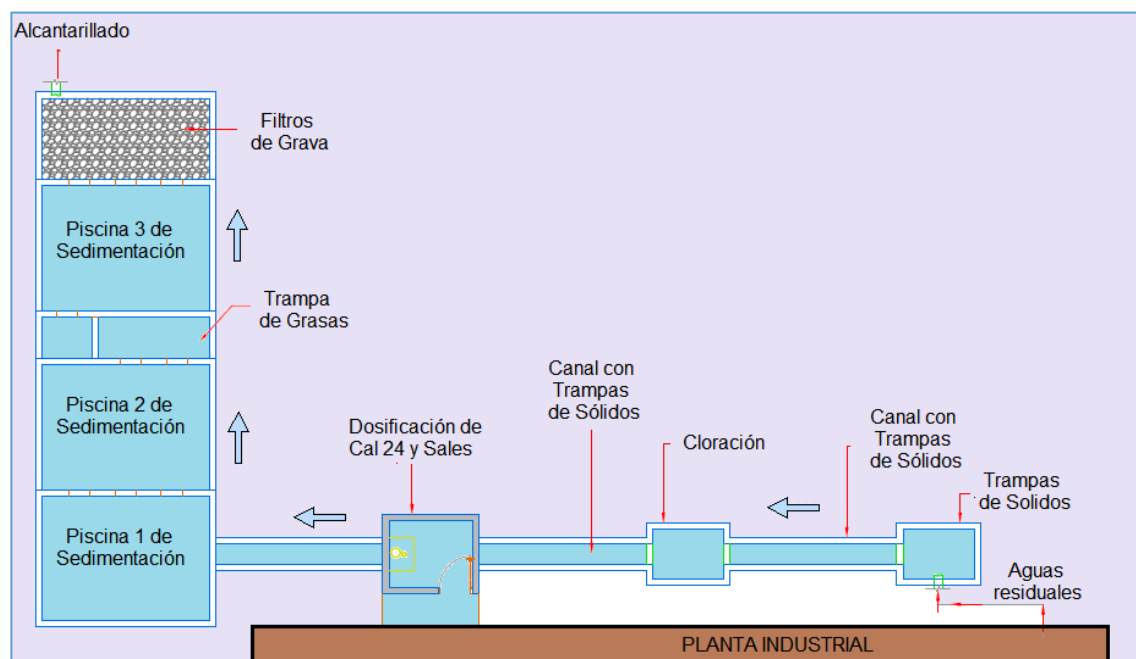 Alcantarillado
Filtros
de Grava
Piscina 3 de
Sedimentación
Trampa
de Grasas
Piscina 2 de
Sedimentación
Piscina 1 de
Sedimentación
Dosificación de
Cal 24 y Sales
Canal con
Trampas
de Sólidos
Cloración
Canal con
Trampas
de Sólidos
Trampas
de Solidos
Aguas
residuales
PLANTA INDUSTRIAL